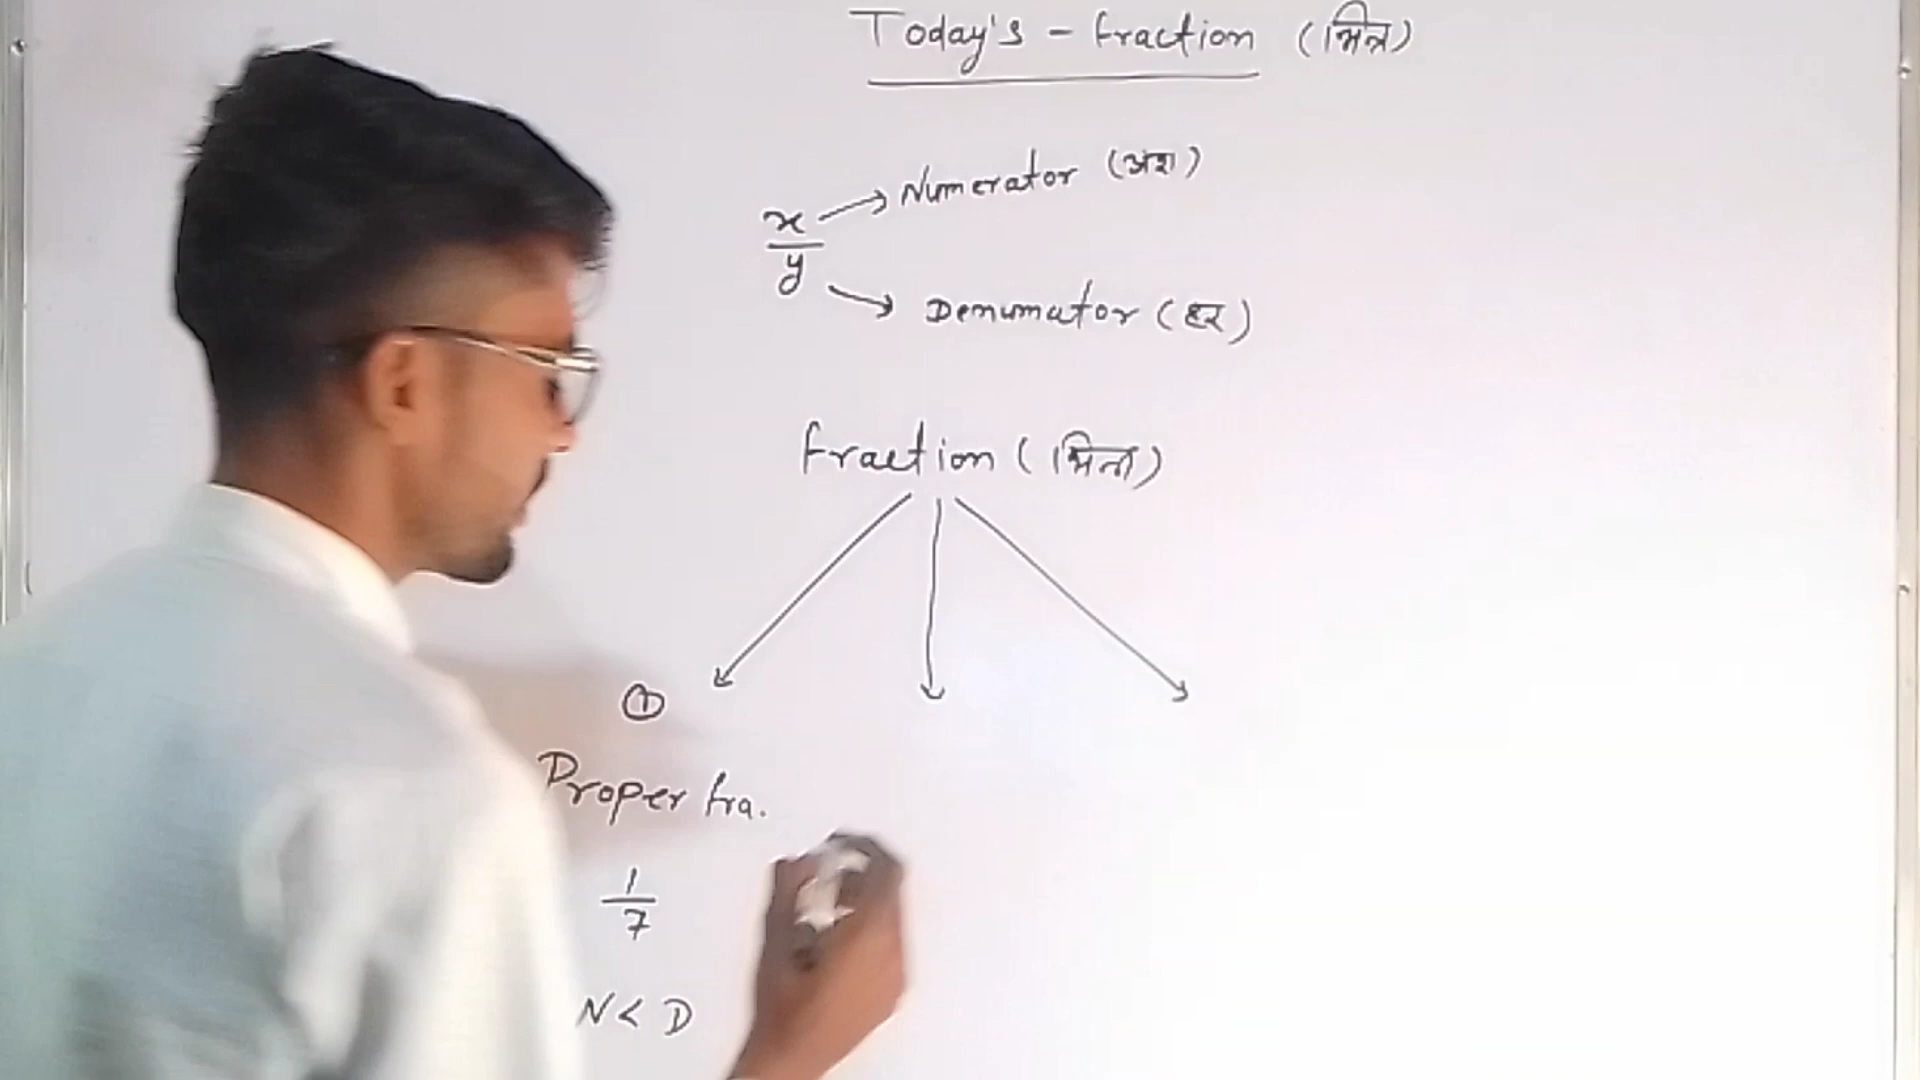 Today's - fraction (भिन्न)
x → Numerator (अंश)
y → Denumator (हर)
fraction (भिन्न)
①
Proper fra.
1
7
N < D